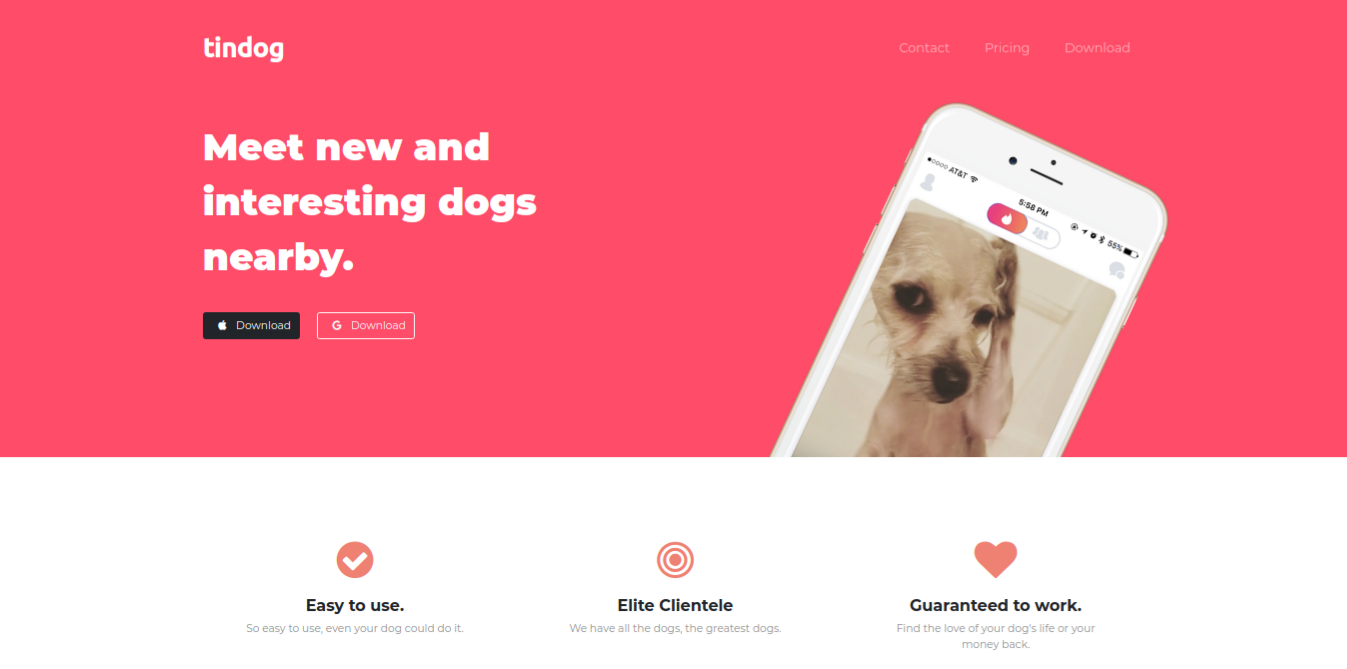 tindog
Contact Pricing Download
Meet new and
interesting dogs
nearby.
Download Download
AT&T
5:58 PM
55%
Easy to use.
So easy to use, even your dog could do it.
Elite Clientele
We have all the dogs, the greatest dogs.
Guaranteed to work.
Find the love of your dog's life or your
money back.